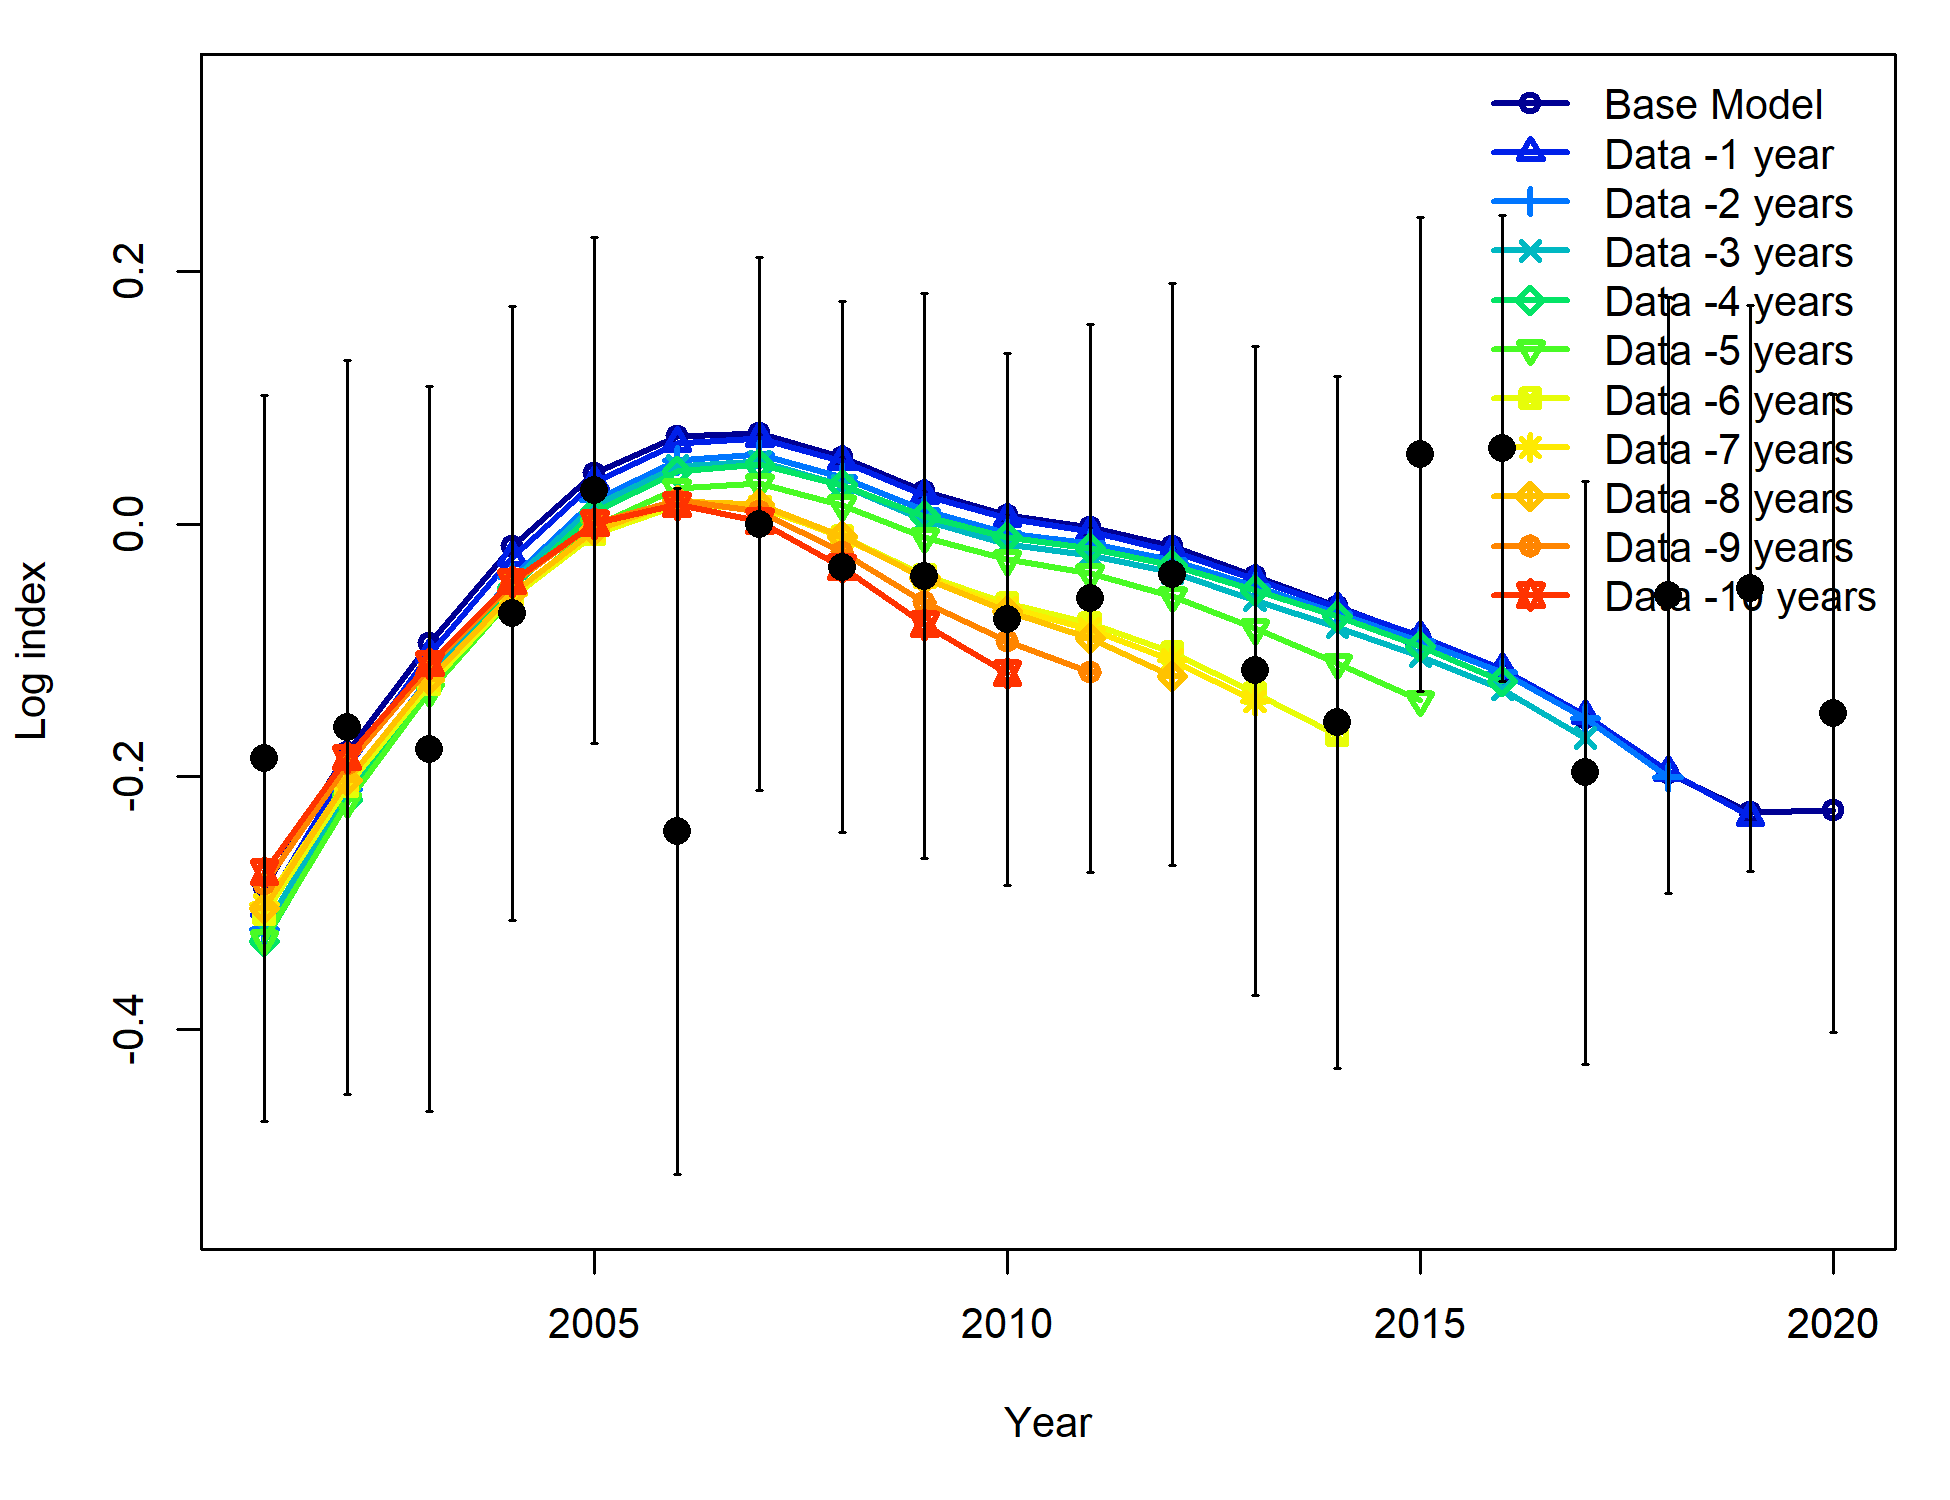 Base Model
Data -1 year
Data -2 years
Data -3 years
Data -4 years
Data -5 years
Data -6 years
Data -7 years
Data -8 years
Data -9 years
Data -10 years
0.2
0.0
-0.2
-0.4
Log index
2005 2010 2015 2020
Year